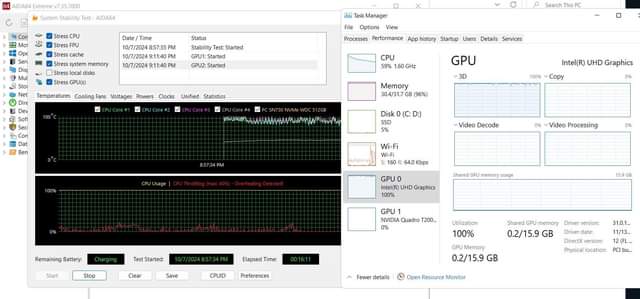 AIDA64 Extreme v7.35.7000
System Stability Test - AIDA64
Stress CPU
Stress FPU
Stress cache
Stress system memory
Stress local disks
Stress GPU(s)
Date / Time Status
10/7/2024 8:57:35 PM Stability Test: Started
10/7/2024 9:11:40 PM GPU1: Started
10/7/2024 9:11:40 PM GPU2: Started
Temperatures Cooling Fans Voltages Powers Clocks Unified Statistics
CPU Core #1 CPU Core #2 CPU Core #3 CPU Core #4 PC SN730 NVMe WDC 512GB
100°C
0°C
8:57:34 PM
CPU Usage | CPU Throttling (max: 40%) - Overheating Detected!
100%
0%
Remaining Battery: Charging Test Started: 10/7/2024 8:57:34 PM Elapsed Time: 00:16:11
Start Stop Clear Save CPUID Preferences
Search This PC
Task Manager
File Options View
Processes Performance App history Startup Users Details Services
CPU
59% 1.60 GHz
Memory
30.4/31.7 GB (96%)
Disk 0 (C: D:)
SSD
5%
Wi-Fi
Wi-Fi
S: 160 R: 64.0 Kbps
GPU 0
Intel(R) UHD Graphics
100%
GPU 1
NVIDIA Quadro T200...
0%
GPU Intel(R) UHD Graphics
3D 100% Copy 0%
Video Decode 0% Video Processing 0%
Shared GPU memory usage 15.9 GB
Utilization
100%
Shared GPU memory
0.2/15.9 GB
GPU Memory
0.2/15.9 GB
Driver version: 31.0.1...
Driver date: 11/13...
DirectX version: 12 (FL...
Physical location: PCI bu...
Fewer details Open Resource Monitor